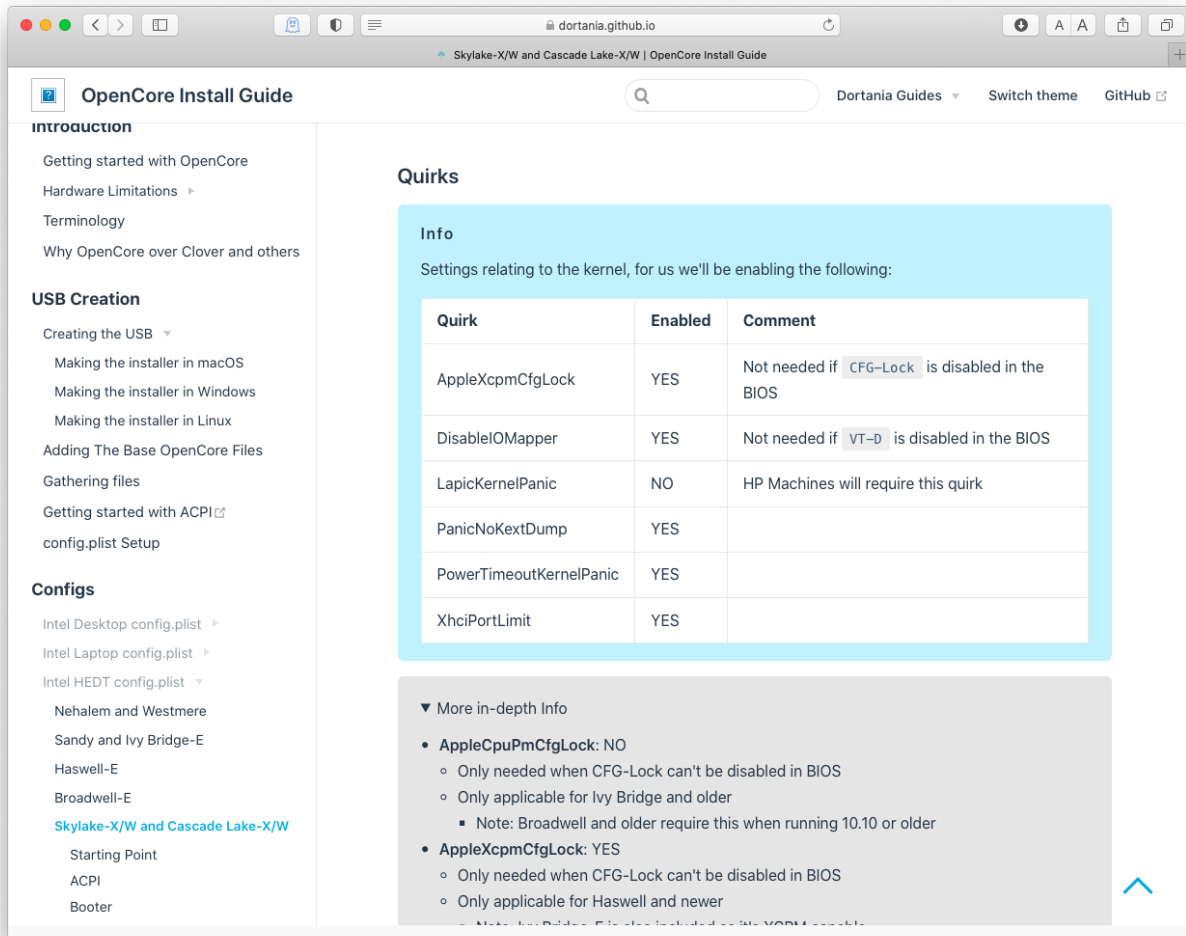 dortania.github.io
A A
Skylake-X/W and Cascade Lake-X/W | OpenCore Install Guide
OpenCore Install Guide
Dortania Guides
Switch theme
GitHub
Introduction
Getting started with OpenCore
Hardware Limitations
Terminology
Why OpenCore over Clover and others
USB Creation
Creating the USB
Making the installer in macOS
Making the installer in Windows
Making the installer in Linux
Adding The Base OpenCore Files
Gathering files
Getting started with ACPI
config.plist Setup
Configs
Intel Desktop config.plist
Intel Laptop config.plist
Intel HEDT config.plist
Nehalem and Westmere
Sandy and Ivy Bridge-E
Haswell-E
Broadwell-E
Skylake-X/W and Cascade Lake-X/W
Starting Point
ACPI
Booter
Quirks
Info
Settings relating to the kernel, for us we'll be enabling the following:
Quirk Enabled Comment
AppleXcpmCfgLock YES Not needed if CFG-Lock is disabled in the
BIOS
DisableIOMapper YES Not needed if VT-D is disabled in the BIOS
LapicKernelPanic NO HP Machines will require this quirk
PanicNoKextDump YES
PowerTimeoutKernelPanic YES
XhciPortLimit YES
▼ More in-depth Info
• AppleCpuPmCfgLock: NO
◦ Only needed when CFG-Lock can't be disabled in BIOS
◦ Only applicable for Ivy Bridge and older
▪ Note: Broadwell and older require this when running 10.10 or older
• AppleXcpmCfgLock: YES
◦ Only needed when CFG-Lock can't be disabled in BIOS
◦ Only applicable for Haswell and newer
▪ Note: Ivy Bridge-E is also included as it's XCPM capable